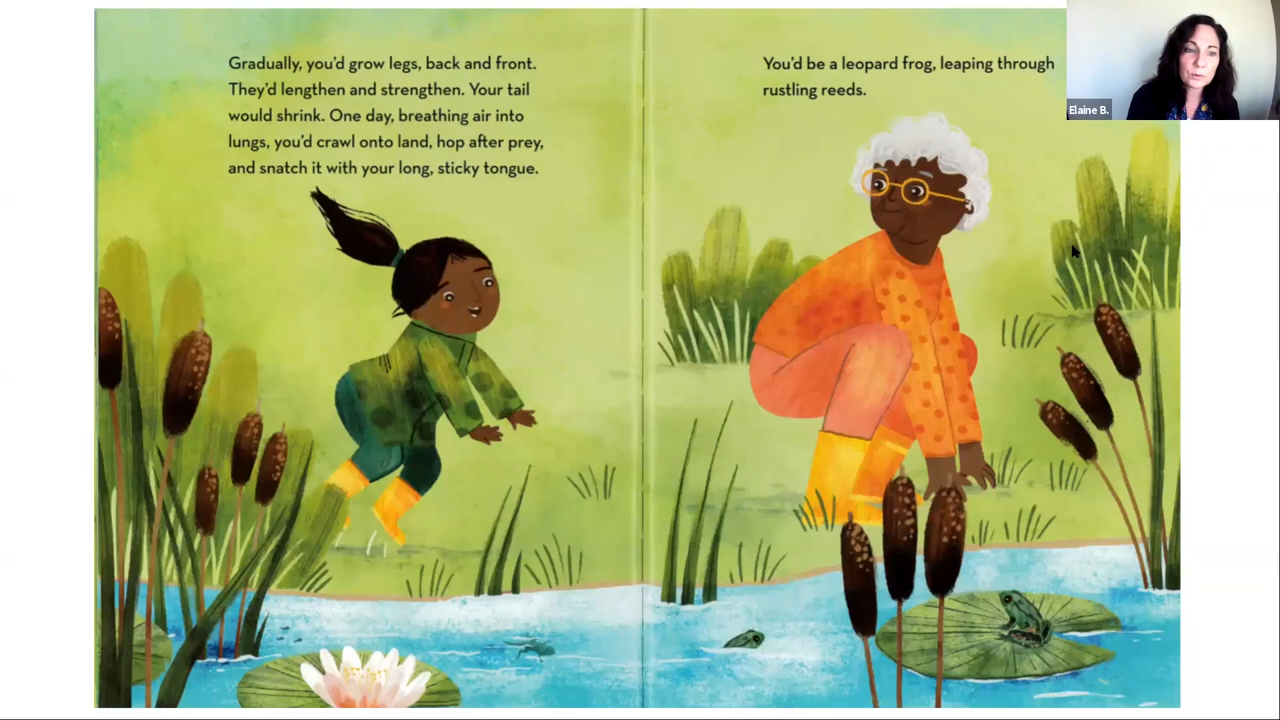 Gradually, you'd grow legs, back and front.
They'd lengthen and strengthen. Your tail
would shrink. One day, breathing air into
lungs, you'd crawl onto land, hop after prey,
and snatch it with your long, sticky tongue.
You'd be a leopard frog, leaping through
rustling reeds.
Elaine B.